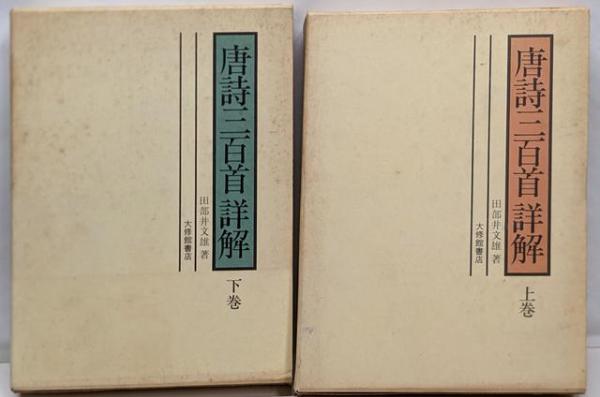 唐詩三百首 詳解
上巻
田部井文雄 著
大修館書店
唐詩三百首 詳解
下巻
田部井文雄 著
大修館書店